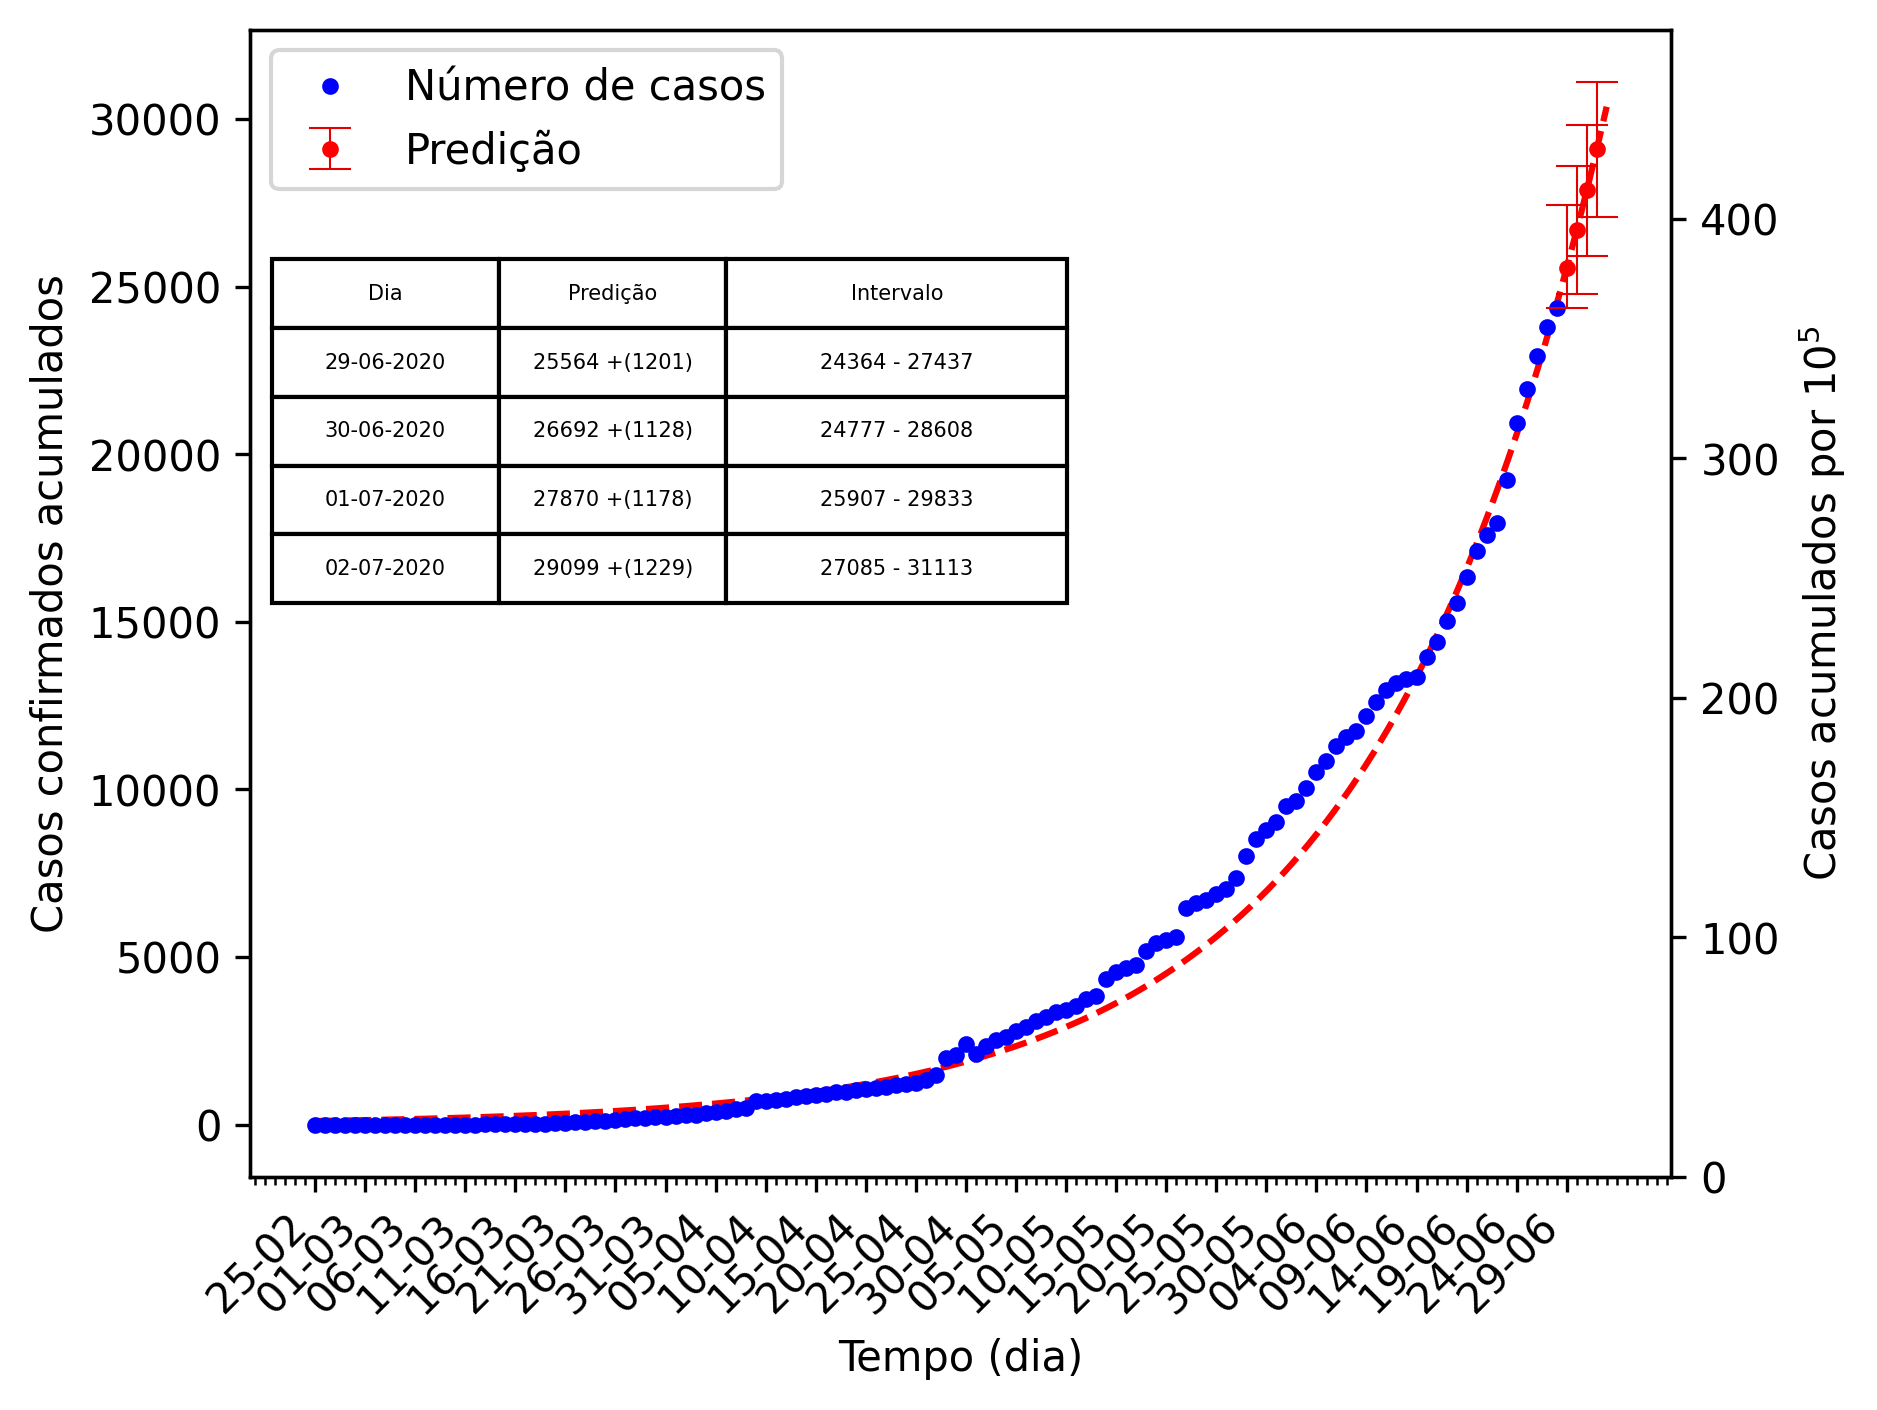 Número de casos
Predição
Dia Predição Intervalo
29-06-2020 25564 +(1201) 24364 - 27437
30-06-2020 26692 +(1128) 24777 - 28608
01-07-2020 27870 +(1178) 25907 - 29833
02-07-2020 29099 +(1229) 27085 - 31113
Casos confirmados acumulados
30000
25000
20000
15000
10000
5000
0
Casos acumulados por 10⁵
400
300
200
100
0
25-02 01-03 06-03 11-03 16-03 21-03 26-03 31-03 05-04 10-04 15-04 20-04 25-04 30-04 05-05 10-05 15-05 20-05 25-05 30-05 04-06 09-06 14-06 19-06 24-06 29-06
Tempo (dia)